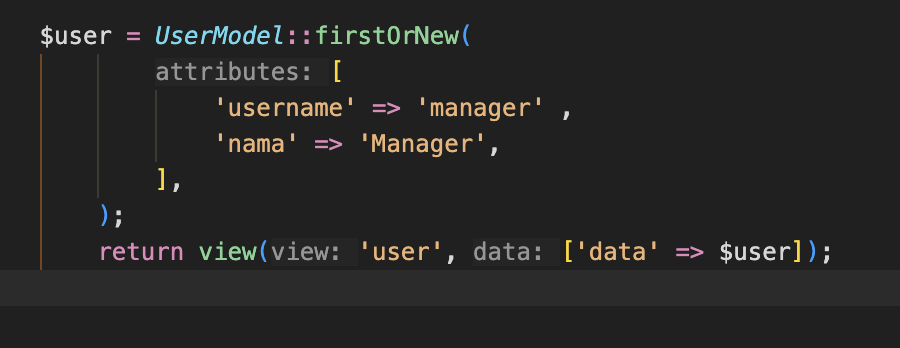 $user = UserModel::firstOrNew(
attributes: [
'username' => 'manager' ,
'nama' => 'Manager',
],
);
return view(view: 'user', data: ['data' => $user]);